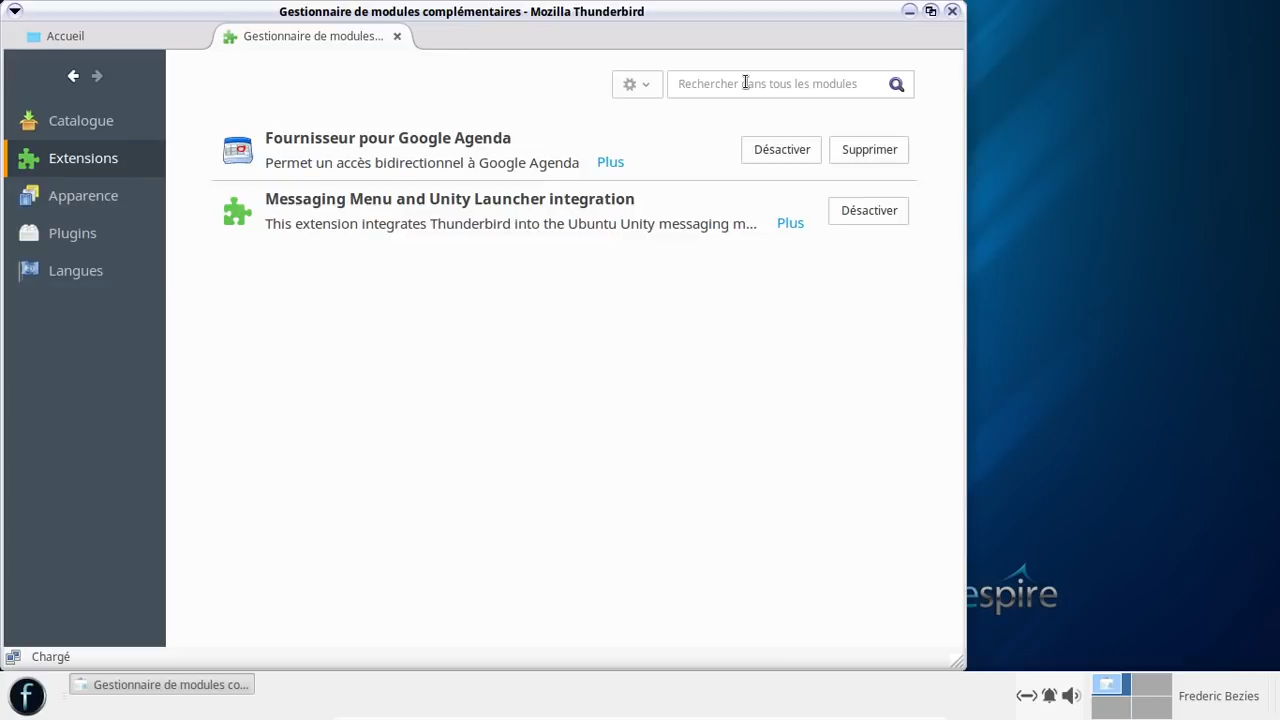 Gestionnaire de modules complémentaires - Mozilla Thunderbird
Accueil
Gestionnaire de modules...
Rechercher dans tous les modules
Catalogue
Extensions
Apparence
Plugins
Langues
Fournisseur pour Google Agenda
Permet un accès bidirectionnel à Google Agenda Plus
Désactiver
Supprimer
Messaging Menu and Unity Launcher integration
This extension integrates Thunderbird into the Ubuntu Unity messaging m... Plus
Désactiver
espire
Chargé
f
Gestionnaire de modules co...
Frederic Bezies